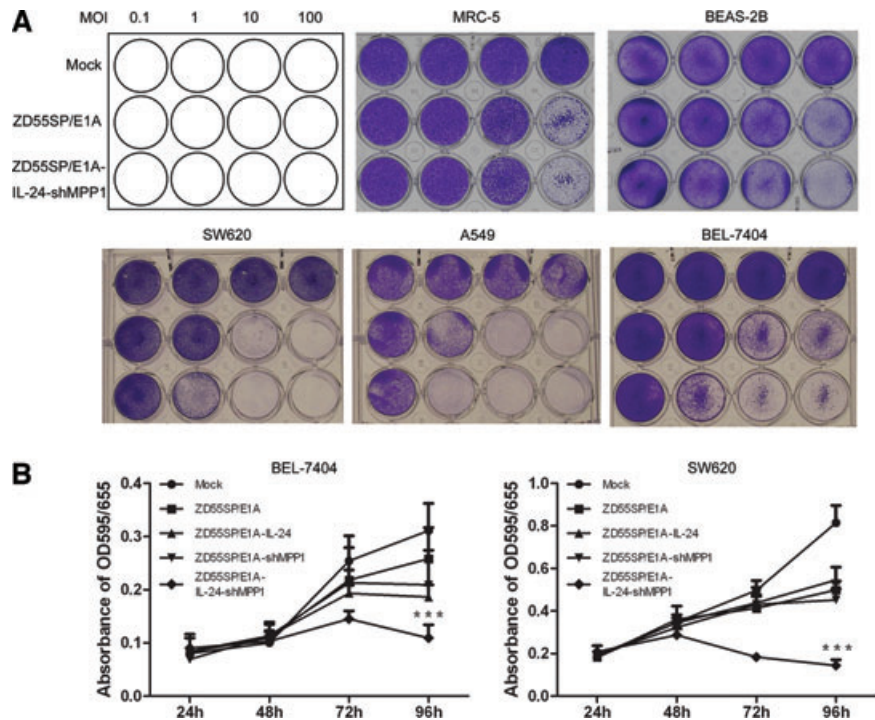 A
MOI 0.1 1 10 100
Mock
ZD55SP/E1A
ZD55SP/E1A-
IL-24-shMPP1
MRC-5
BEAS-2B
SW620
A549
BEL-7404
B
BEL-7404
Absorbance of OD595/655
0.4
0.3
0.2
0.1
0.0
Mock
ZD55SP/E1A
ZD55SP/E1A-IL-24
ZD55SP/E1A-shMPP1
ZD55SP/E1A-
IL-24-shMPP1
***
24h 48h 72h 96h
SW620
Absorbance of OD595/655
1.0
0.8
0.6
0.4
0.2
0.0
Mock
ZD55SP/E1A
ZD55SP/E1A-IL-24
ZD55SP/E1A-shMPP1
ZD55SP/E1A-
IL-24-shMPP1
***
24h 48h 72h 96h